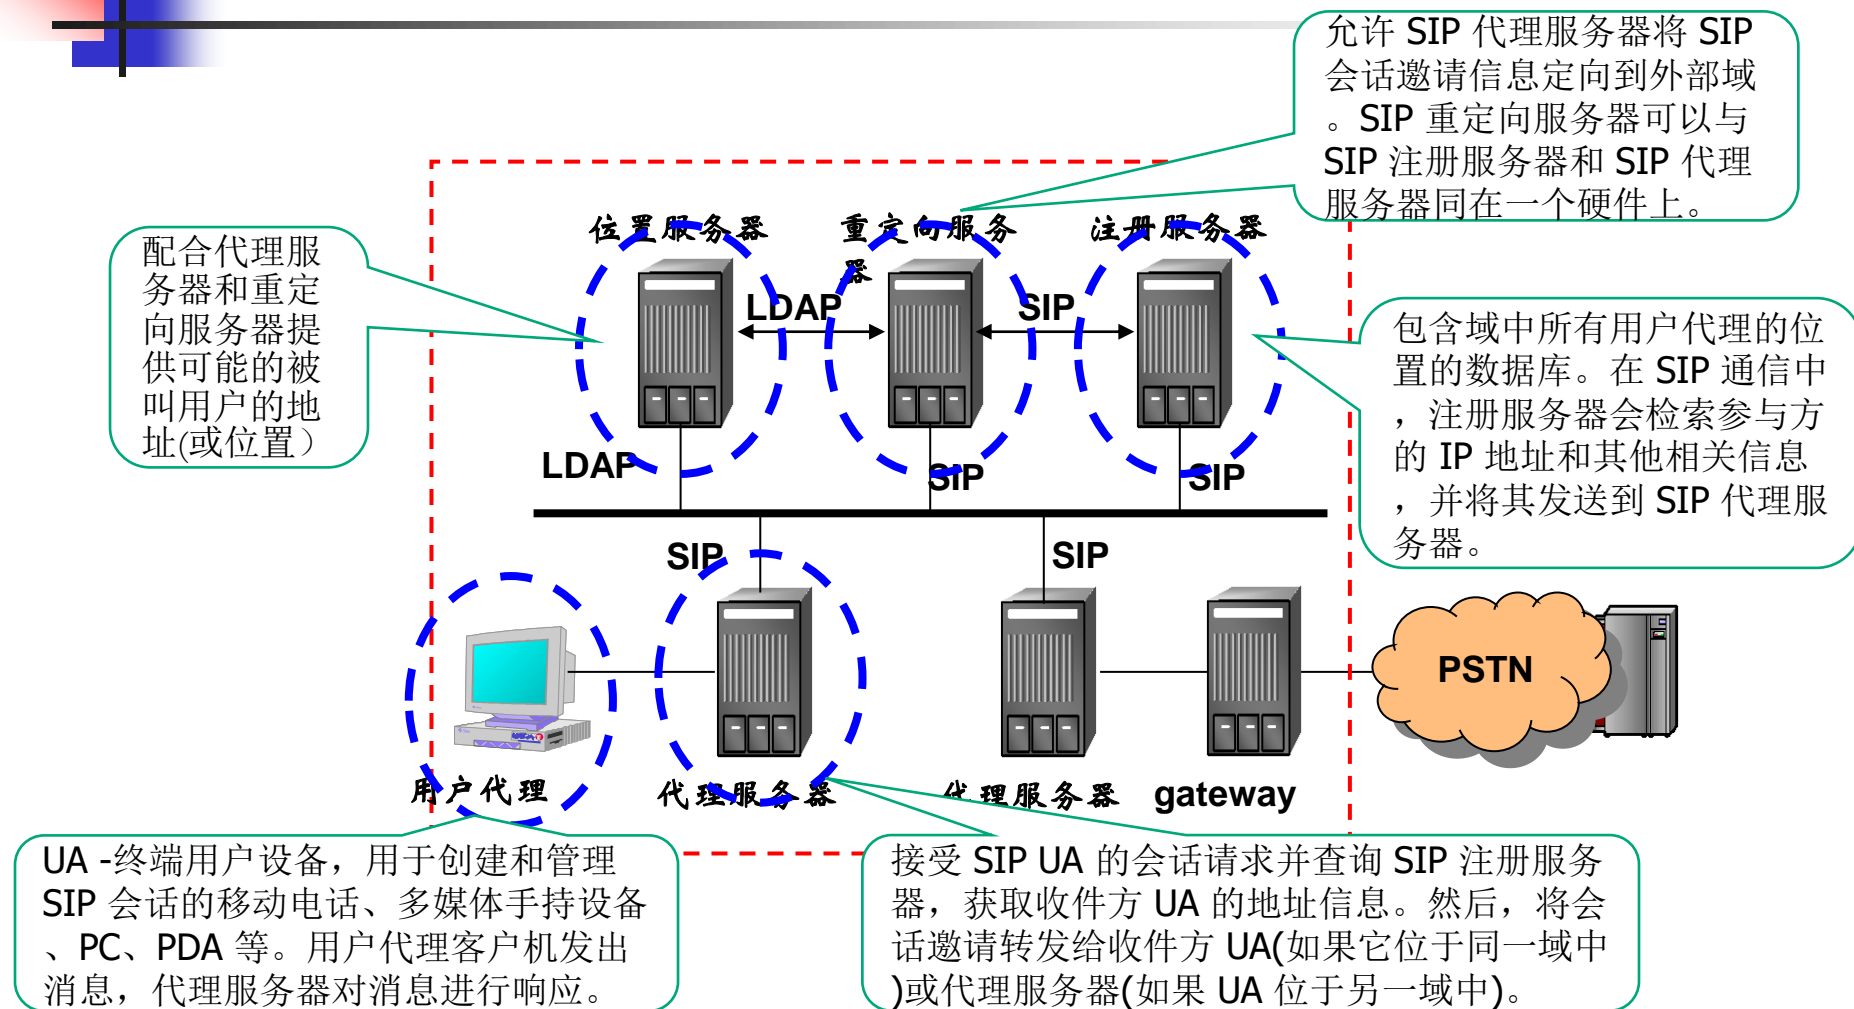 允许 SIP 代理服务器将 SIP
会话邀请信息定向到外部域
。SIP 重定向服务器可以与
SIP 注册服务器和 SIP 代理
服务器同在一个硬件上。
位置服务器
重定向服务
器
注册服务器
配合代理服
务器和重定
向服务器提
供可能的被
叫用户的地
址(或位置）
LDAP
SIP
包含域中所有用户代理的位
置的数据库。在 SIP 通信中
，注册服务器会检索参与方
的 IP 地址和其他相关信息
，并将其发送到 SIP 代理服
务器。
LDAP
SIP
SIP
SIP
SIP
PSTN
用户代理
代理服务器
代理服务器
gateway
UA -终端用户设备，用于创建和管理
SIP 会话的移动电话、多媒体手持设备
、PC、PDA 等。用户代理客户机发出
消息，代理服务器对消息进行响应。
接受 SIP UA 的会话请求并查询 SIP 注册服务
器，获取收件方 UA 的地址信息。然后，将会
话邀请转发给收件方 UA(如果它位于同一域中
)或代理服务器(如果 UA 位于另一域中)。